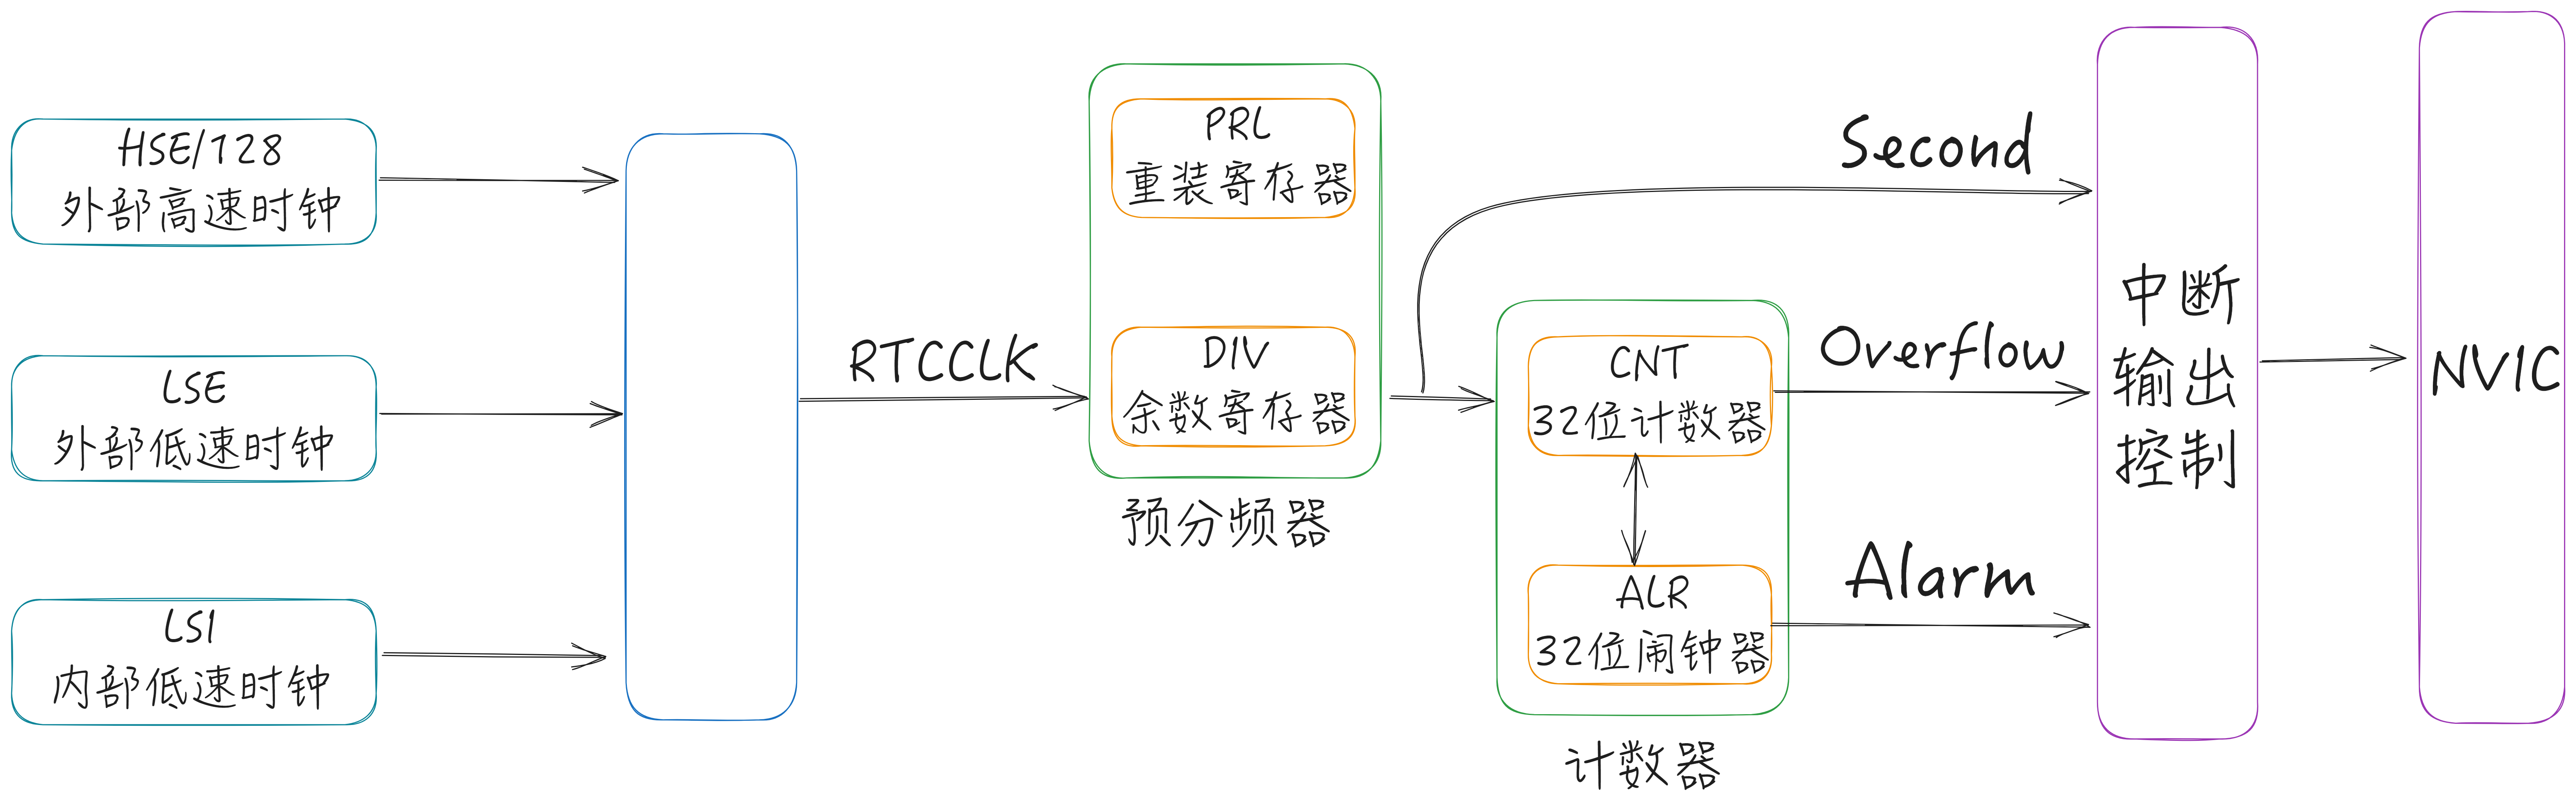 HSE/128
外部高速时钟
LSE
外部低速时钟
LSI
内部低速时钟
RTCCLK
PRL
重装寄存器
DIV
余数寄存器
预分频器
CNT
32位计数器
ALR
32位闹钟器
计数器
Second
Overflow
Alarm
中断
输出
控制
NVIC